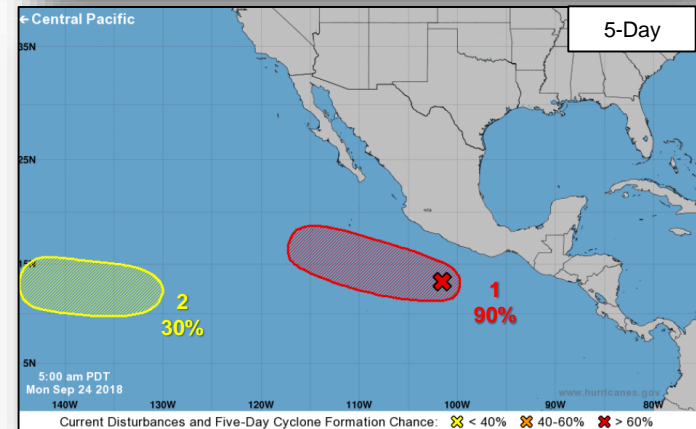 ← Central Pacific
5-Day
35N
25N
15N
1
90%
2
30%
5N
5:00 am PDT
Mon Sep 24 2018
www.hurricanes.gov
140W 130W 120W 110W 100W 90W 80W
Current Disturbances and Five-Day Cyclone Formation Chance: < 40% 40-60% > 60%